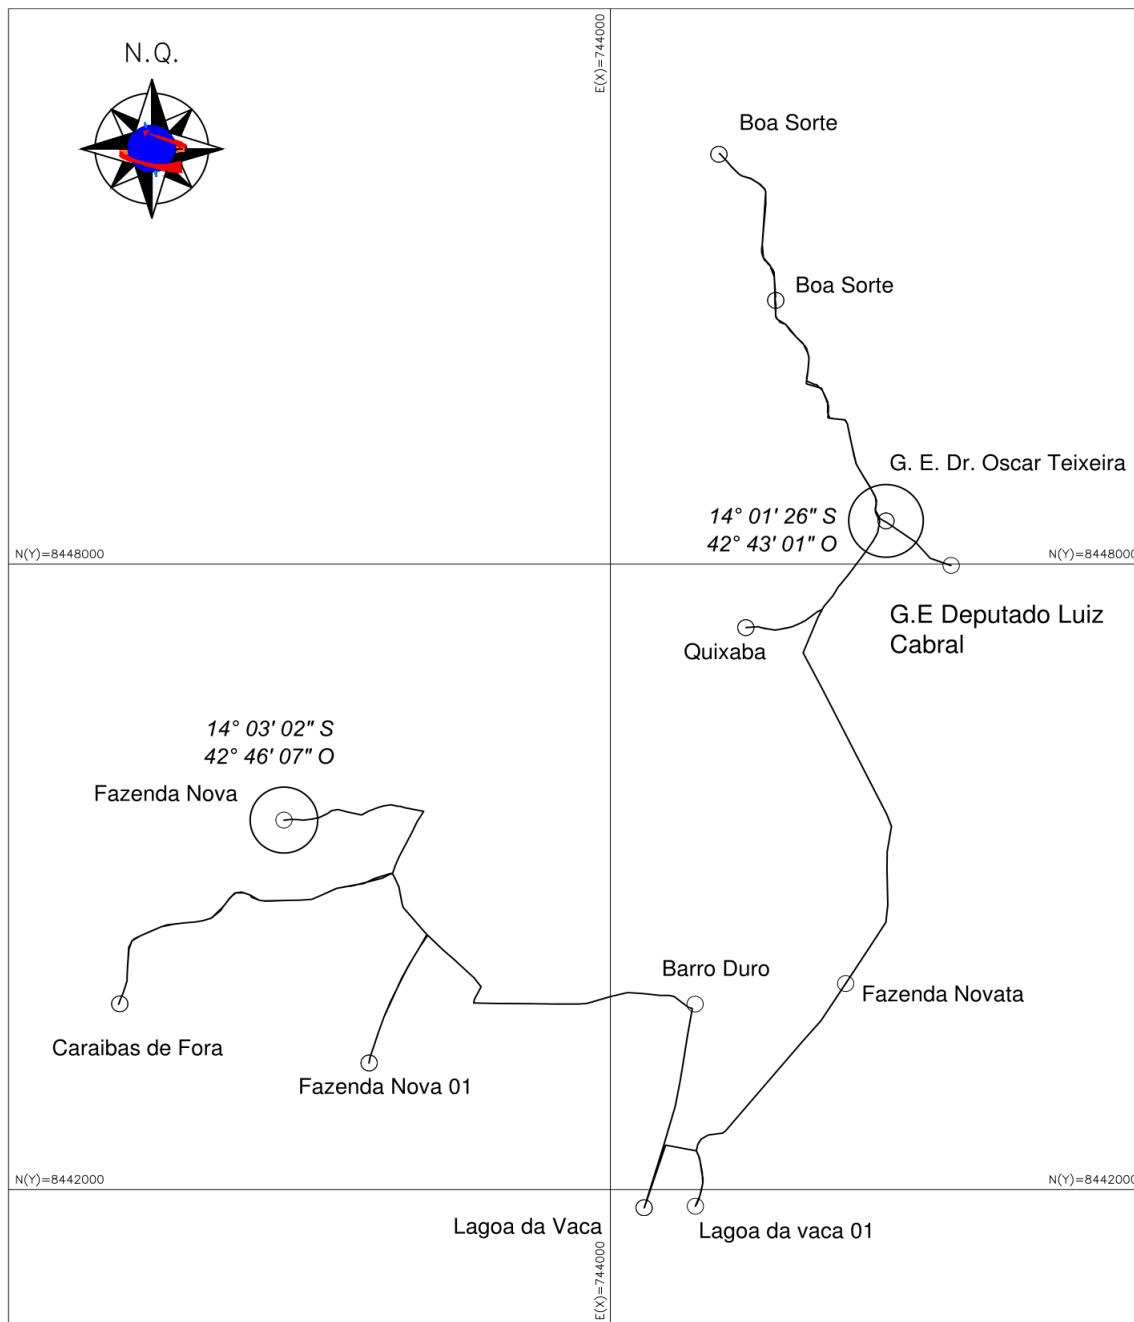 E(X)=744000
N.Q.
Boa Sorte
Boa Sorte
G. E. Dr. Oscar Teixeira
14° 01' 26" S
42° 43' 01" O
N(Y)=8448000
N(Y)=8448000
G.E Deputado Luiz
Cabral
Quixaba
14° 03' 02" S
42° 46' 07" O
Fazenda Nova
Barro Duro
Fazenda Novata
Caraibas de Fora
Fazenda Nova 01
N(Y)=8442000
N(Y)=8442000
Lagoa da Vaca
Lagoa da vaca 01
E(X)=744000